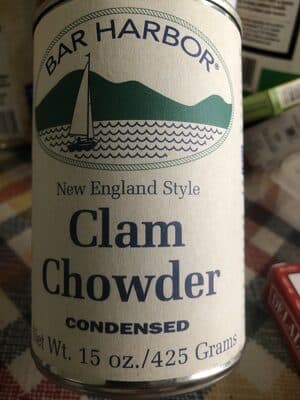 BAR HARBOR®
New England Style
Clam
Chowder
CONDENSED
Net Wt. 15 oz./425 Grams